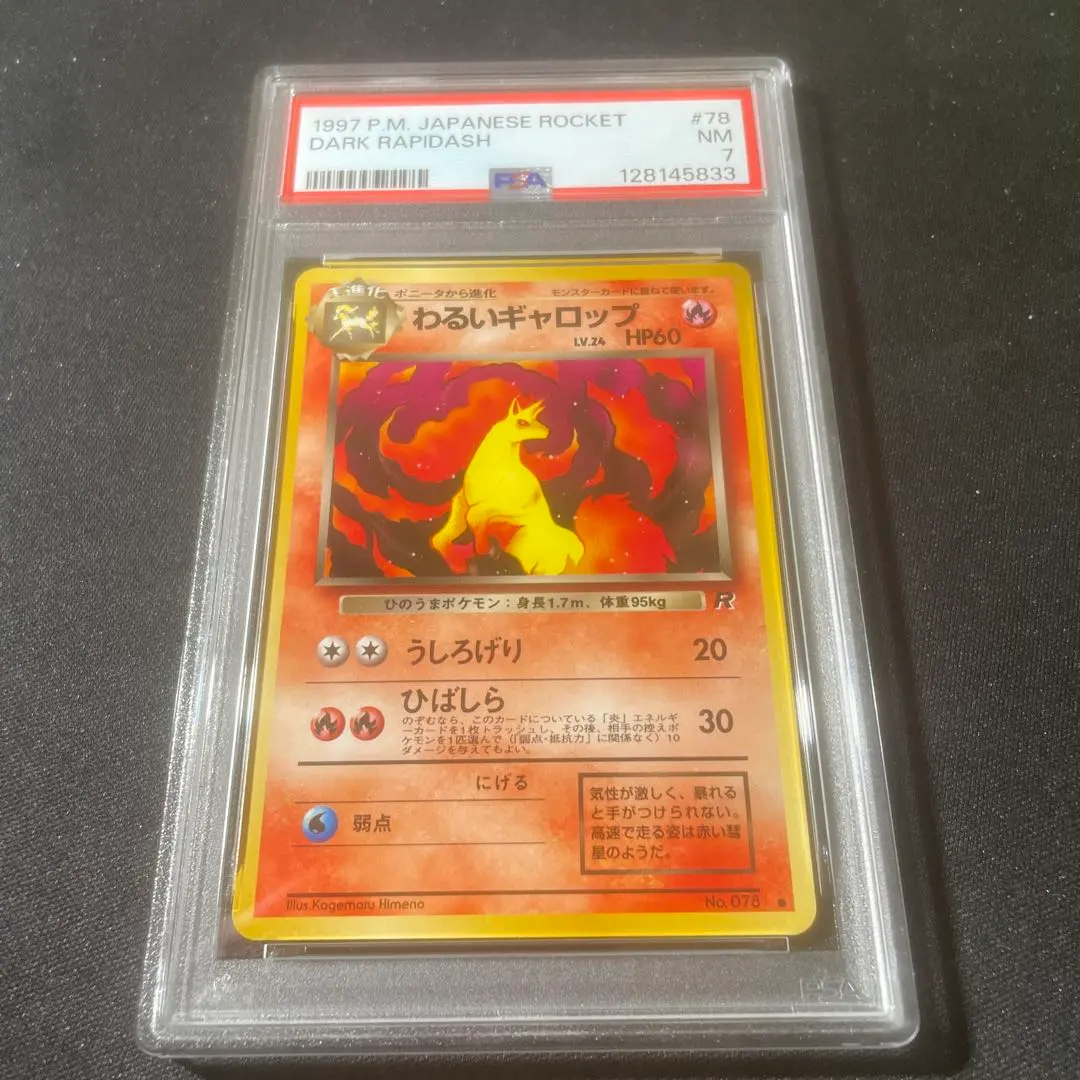 1997 P.M. JAPANESE ROCKET #78
DARK RAPIDASH NM
7
PSA 128145833
進化 ポニータから進化 モンスターカードに重ねて使います。
わるいギャロップ
LV.24 HP60
ひのうまポケモン：身長1.7m、体重95kg R
うしろげり 20
ひばしら
のぞむなら、このカードについている「炎」エネルギ
ーカードを1枚トラッシュし、その後、相手の控えポ
ケモンを1匹選んで（「弱点・抵抗力」に関係なく）10
ダメージを与えてもよい。
30
にげる
弱点
気性が激しく、暴れる
と手がつけられない。
高速で走る姿は赤い彗
星のようだ。
Illus. Kagemaru Himeno No. 078 ●
PSA